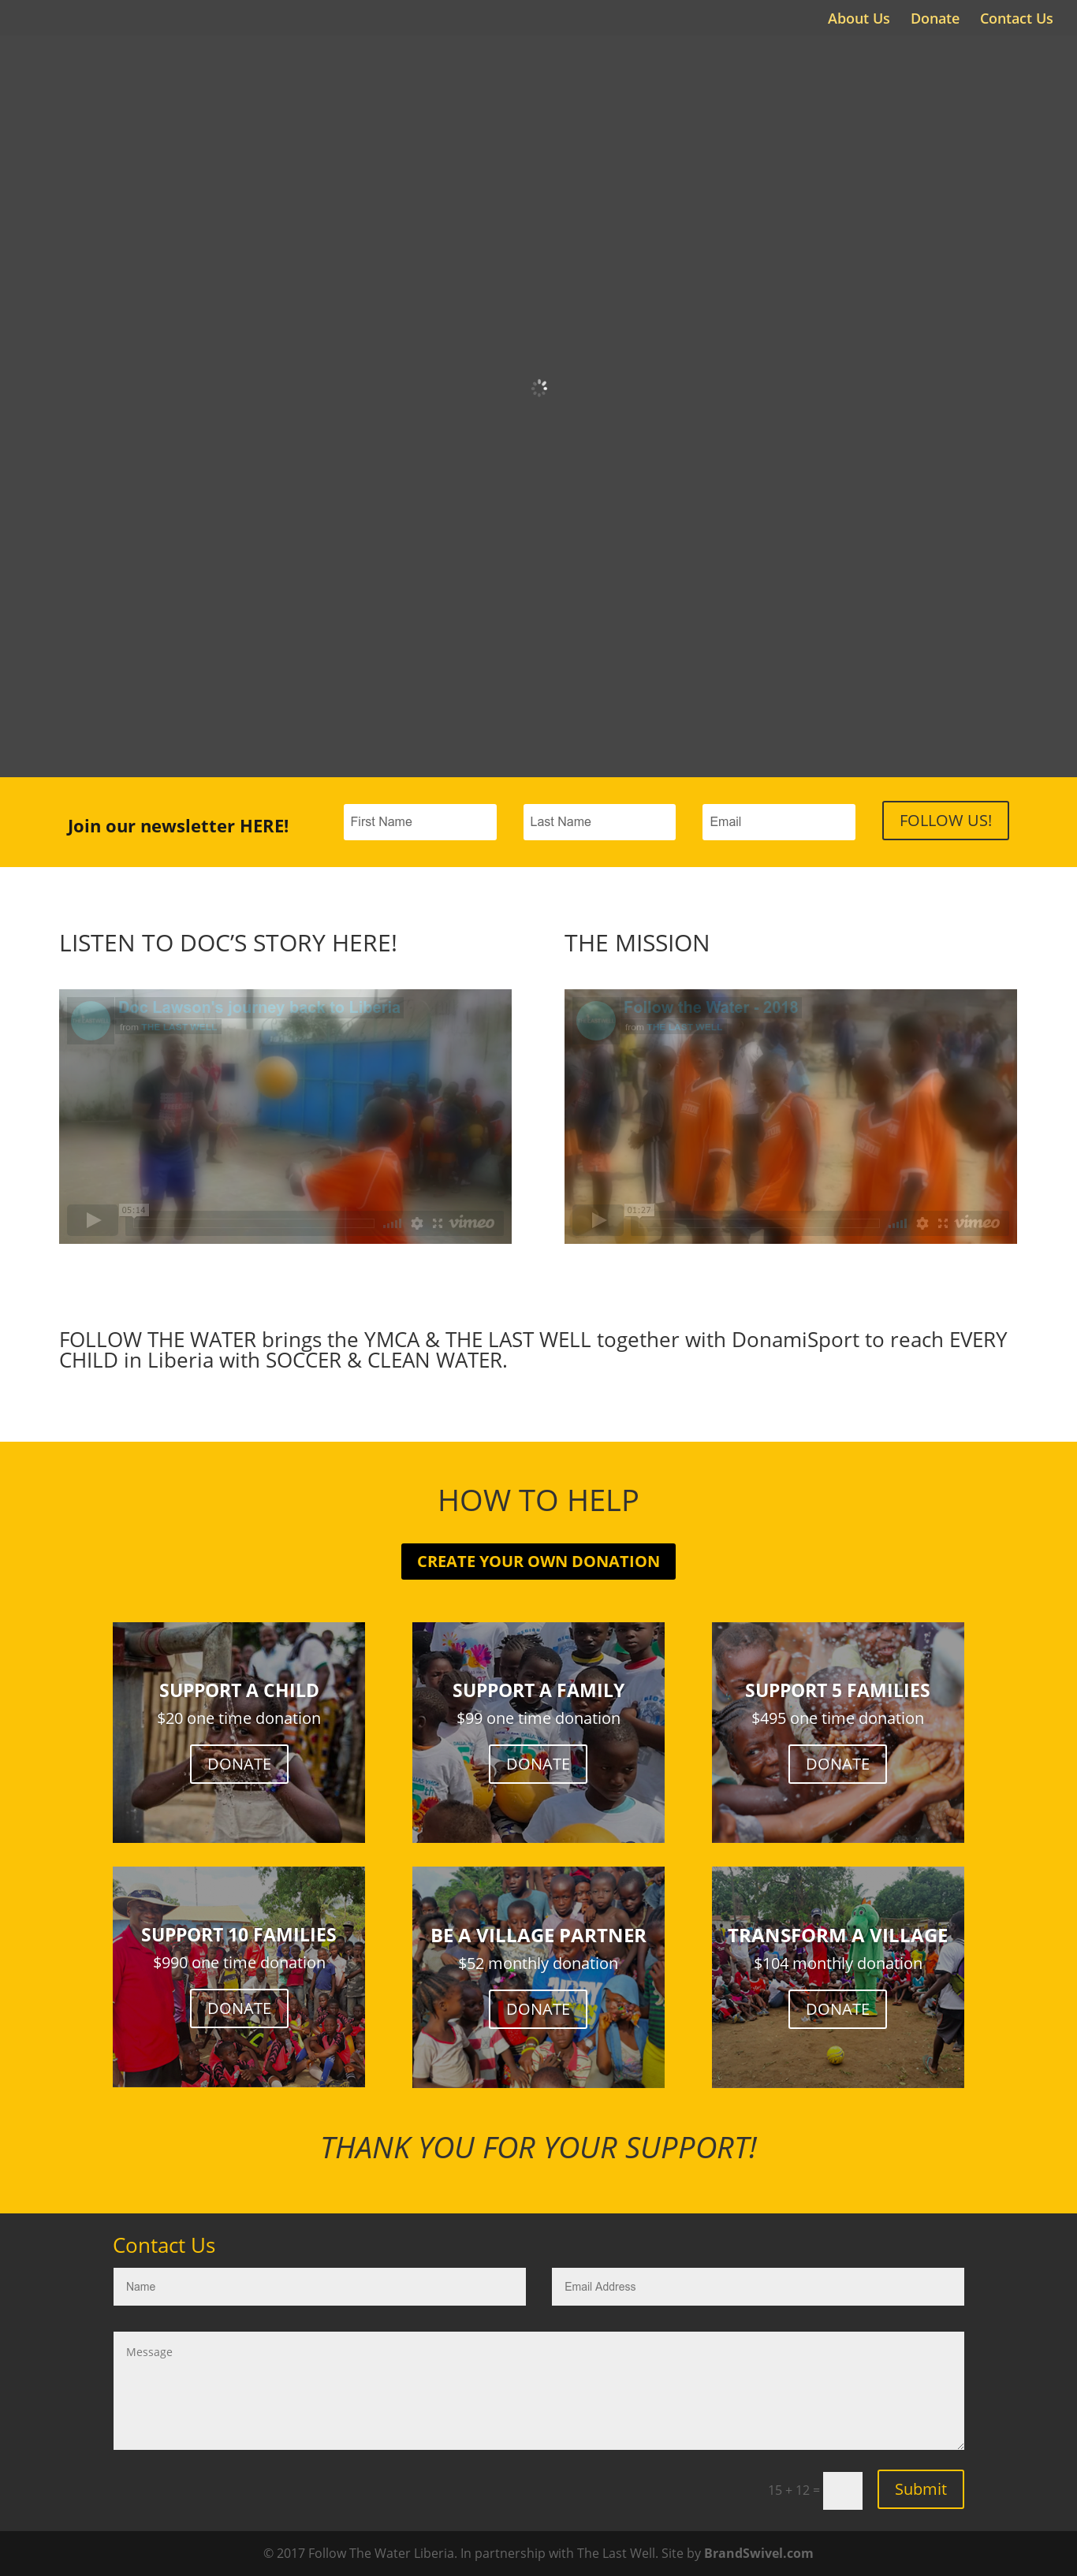 About Us Donate Contact Us
Join our newsletter HERE! First Name Last Name Email FOLLOW US!
LISTEN TO DOC’S STORY HERE!
THE MISSION
Doc Lawson's journey back to Liberia
from THE LAST WELL
05:14
vimeo
Follow the Water - 2018
from THE LAST WELL
01:27
vimeo
FOLLOW THE WATER brings the YMCA & THE LAST WELL together with DonamiSport to reach EVERY
CHILD in Liberia with SOCCER & CLEAN WATER.
HOW TO HELP
CREATE YOUR OWN DONATION
SUPPORT A CHILD
$20 one time donation
DONATE
SUPPORT A FAMILY
$99 one time donation
DONATE
SUPPORT 5 FAMILIES
$495 one time donation
DONATE
SUPPORT 10 FAMILIES
$990 one time donation
DONATE
BE A VILLAGE PARTNER
$52 monthly donation
DONATE
TRANSFORM A VILLAGE
$104 monthly donation
DONATE
THANK YOU FOR YOUR SUPPORT!
Contact Us
Name Email Address
Message
15 + 12 = Submit
© 2017 Follow The Water Liberia. In partnership with The Last Well. Site by BrandSwivel.com